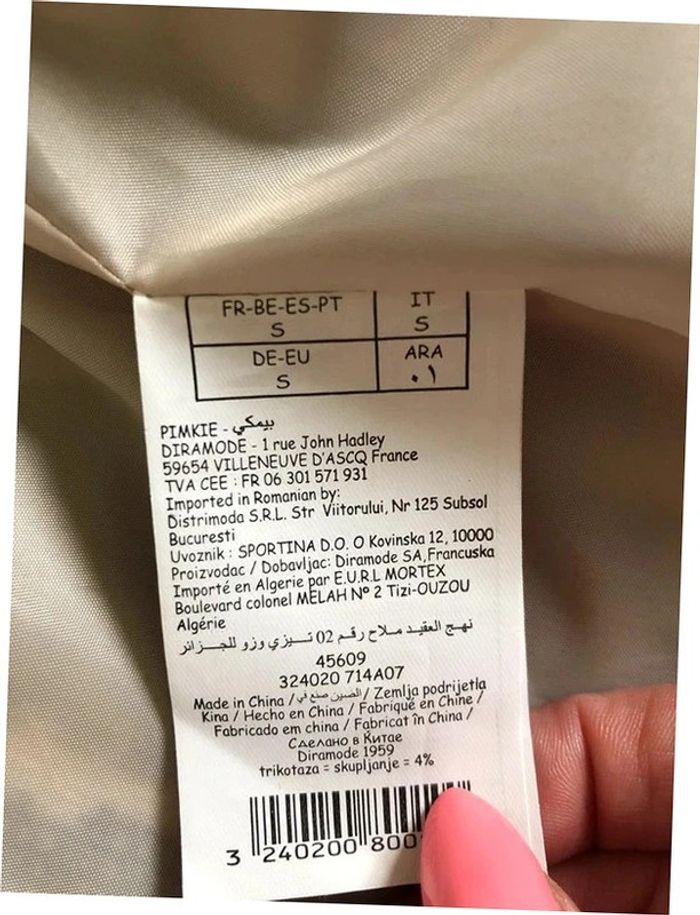 FR-BE-ES-PT IT
S S
DE-EU ARA
S ٠١
PIMKIE - بيمكي
DIRAMODE - 1 rue John Hadley
59654 VILLENEUVE D'ASCQ France
TVA CEE : FR 06 301 571 931
Imported in Romanian by:
Distrimoda S.R.L. Str Viitorului, Nr 125 Subsol
Bucuresti
Uvoznik : SPORTINA D.O. O Kovinska 12, 10000
Proizvodac / Dobavljac: Diramode SA,Francuska
Importé en Algerie par E.U.R.L MORTEX
Boulevard colonel MELAH Nº 2 Tizi-OUZOU
Algérie
نهج العقيد ملاح رقم 02 تيزي وزو للجزائر
45609
324020 714A07
Made in China / الصين صنع في / Zemlja podrijetla
Kina / Hecho en China / Fabriqué en Chine /
Fabricado em china / Fabricat în China /
Сделано в Китае
Diramode 1959
trikotaza = skupljanje = 4%
3 240200 800